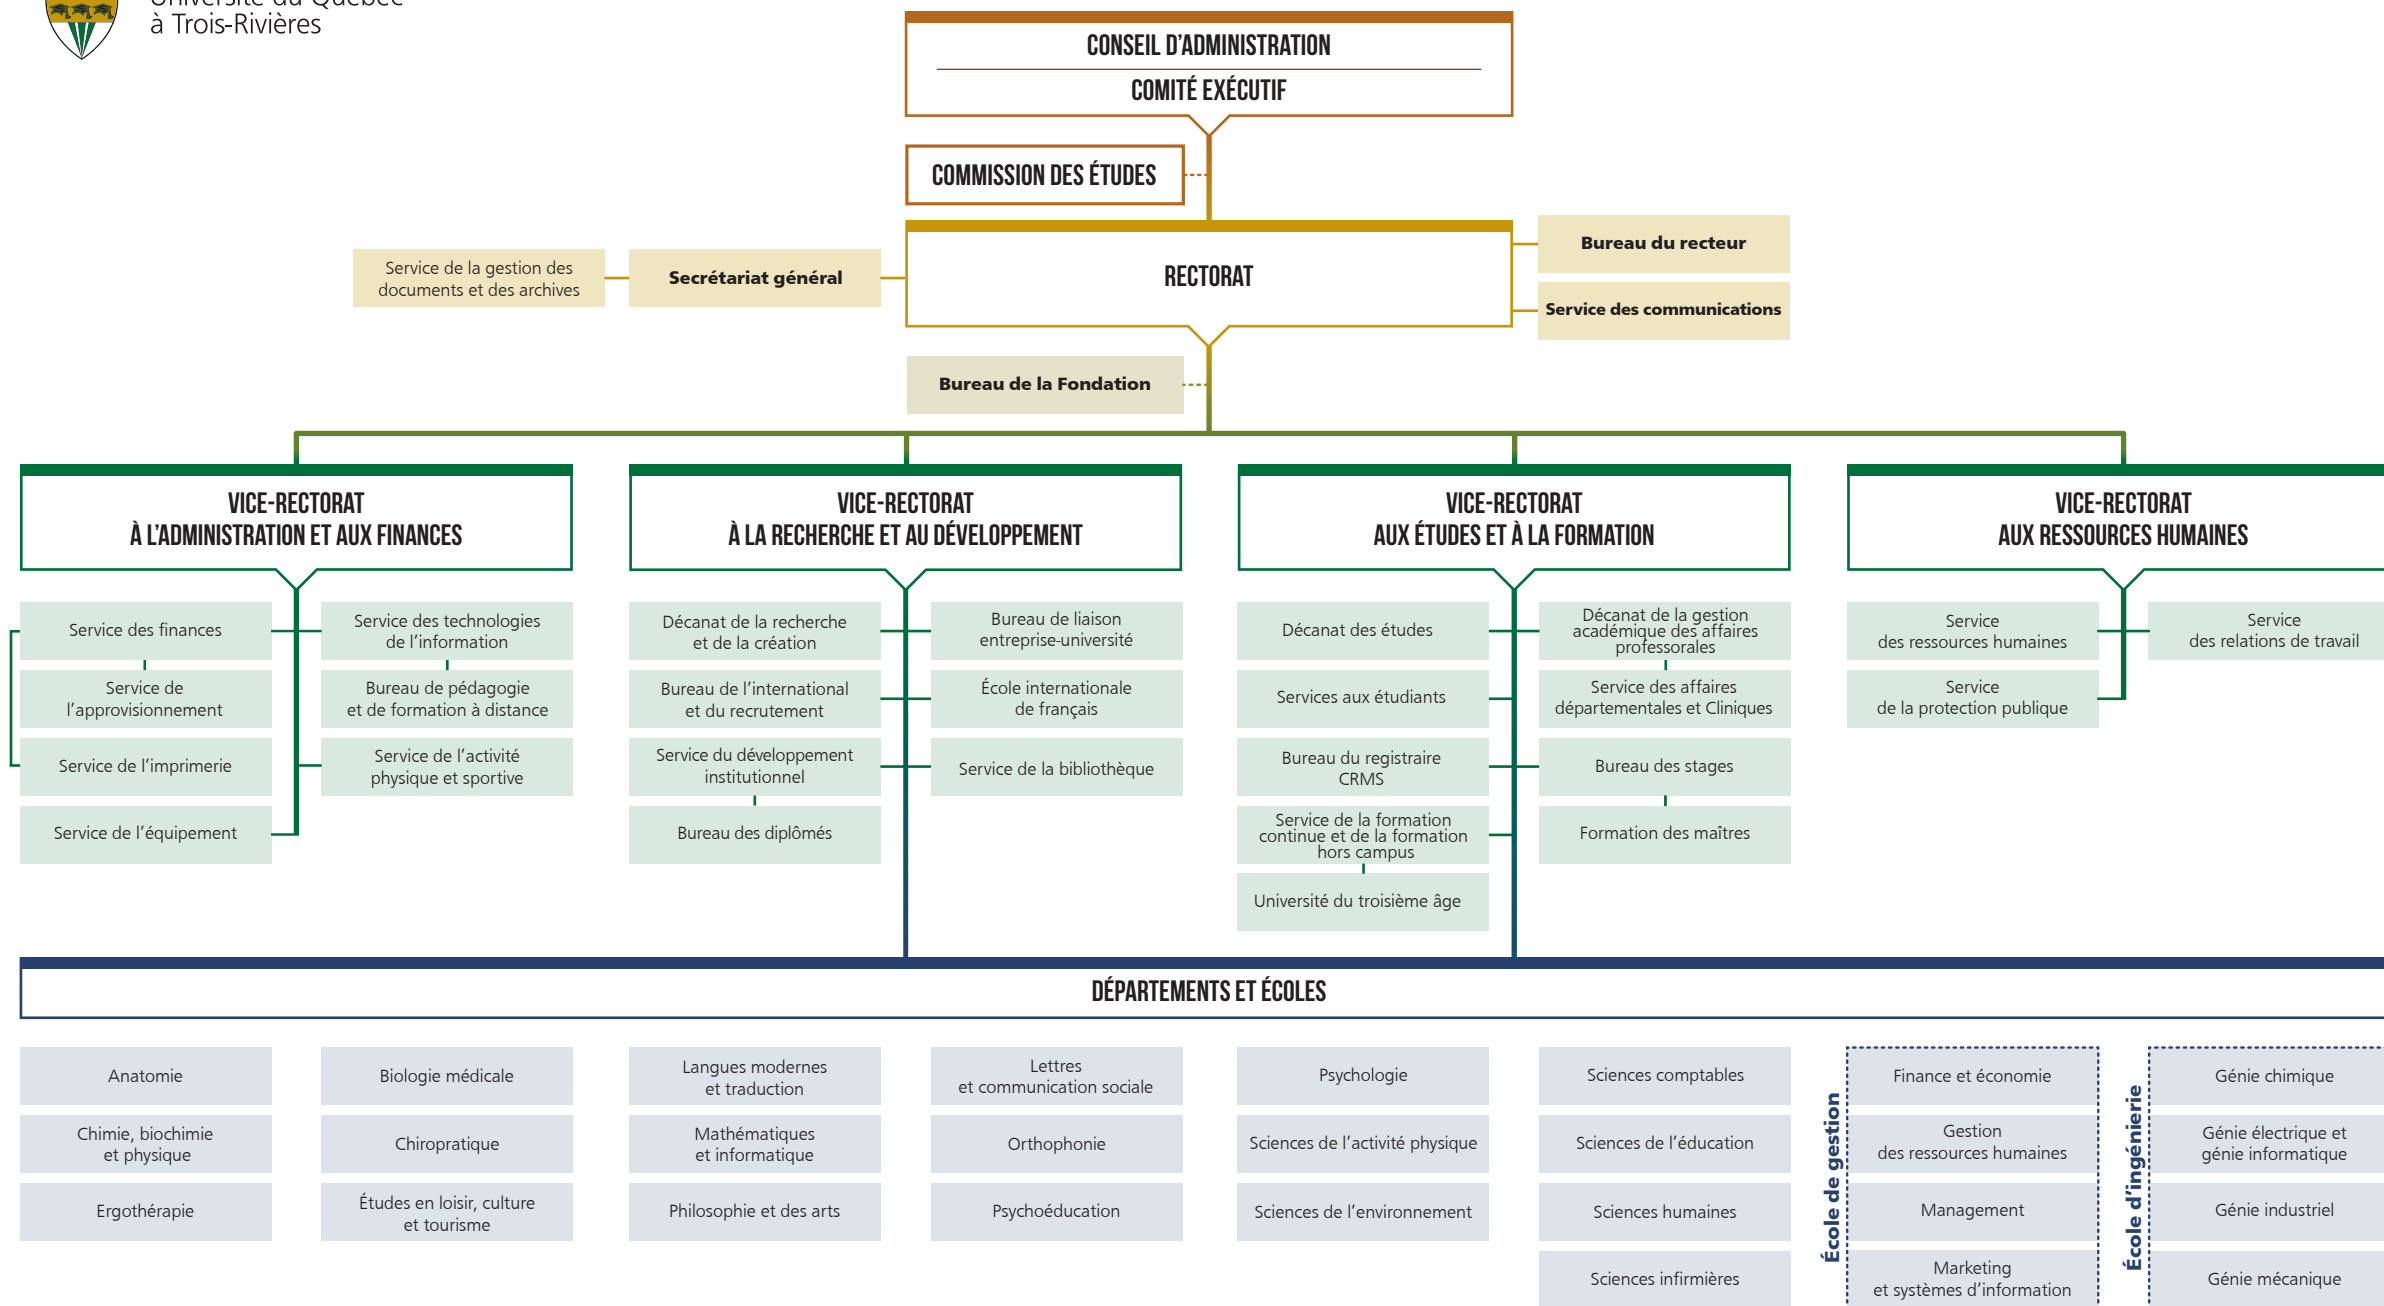 Université du Québec
à Trois-Rivières
CONSEIL D'ADMINISTRATION
COMITÉ EXÉCUTIF
COMMISSION DES ÉTUDES
Service de la gestion des
documents et des archives
Secrétariat général
RECTORAT
Bureau du recteur
Service des communications
Bureau de la Fondation
VICE-RECTORAT
À L'ADMINISTRATION ET AUX FINANCES
VICE-RECTORAT
À LA RECHERCHE ET AU DÉVELOPPEMENT
VICE-RECTORAT
AUX ÉTUDES ET À LA FORMATION
VICE-RECTORAT
AUX RESSOURCES HUMAINES
Service des finances
Service des technologies
de l'information
Service de
l'approvisionnement
Bureau de pédagogie
et de formation à distance
Service de l'imprimerie
Service de l'activité
physique et sportive
Service de l'équipement
Décanat de la recherche
et de la création
Bureau de liaison
entreprise-université
Bureau de l'international
et du recrutement
École internationale
de français
Service du développement
institutionnel
Service de la bibliothèque
Bureau des diplômés
Décanat des études
Décanat de la gestion
académique des affaires
professorales
Services aux étudiants
Service des affaires
départementales et Cliniques
Bureau du registraire
CRMS
Bureau des stages
Service de la formation
continue et de la formation
hors campus
Formation des maîtres
Université du troisième âge
Service
des ressources humaines
Service
des relations de travail
Service
de la protection publique
DÉPARTEMENTS ET ÉCOLES
Anatomie
Chimie, biochimie
et physique
Ergothérapie
Biologie médicale
Chiropratique
Études en loisir, culture
et tourisme
Langues modernes
et traduction
Mathématiques
et informatique
Philosophie et des arts
Lettres
et communication sociale
Orthophonie
Psychoéducation
Psychologie
Sciences de l'activité physique
Sciences de l'environnement
Sciences comptables
Sciences de l'éducation
Sciences humaines
Sciences infirmières
École de gestion
Finance et économie
Gestion
des ressources humaines
Management
Marketing
et systèmes d'information
École d'ingénierie
Génie chimique
Génie électrique et
génie informatique
Génie industriel
Génie mécanique